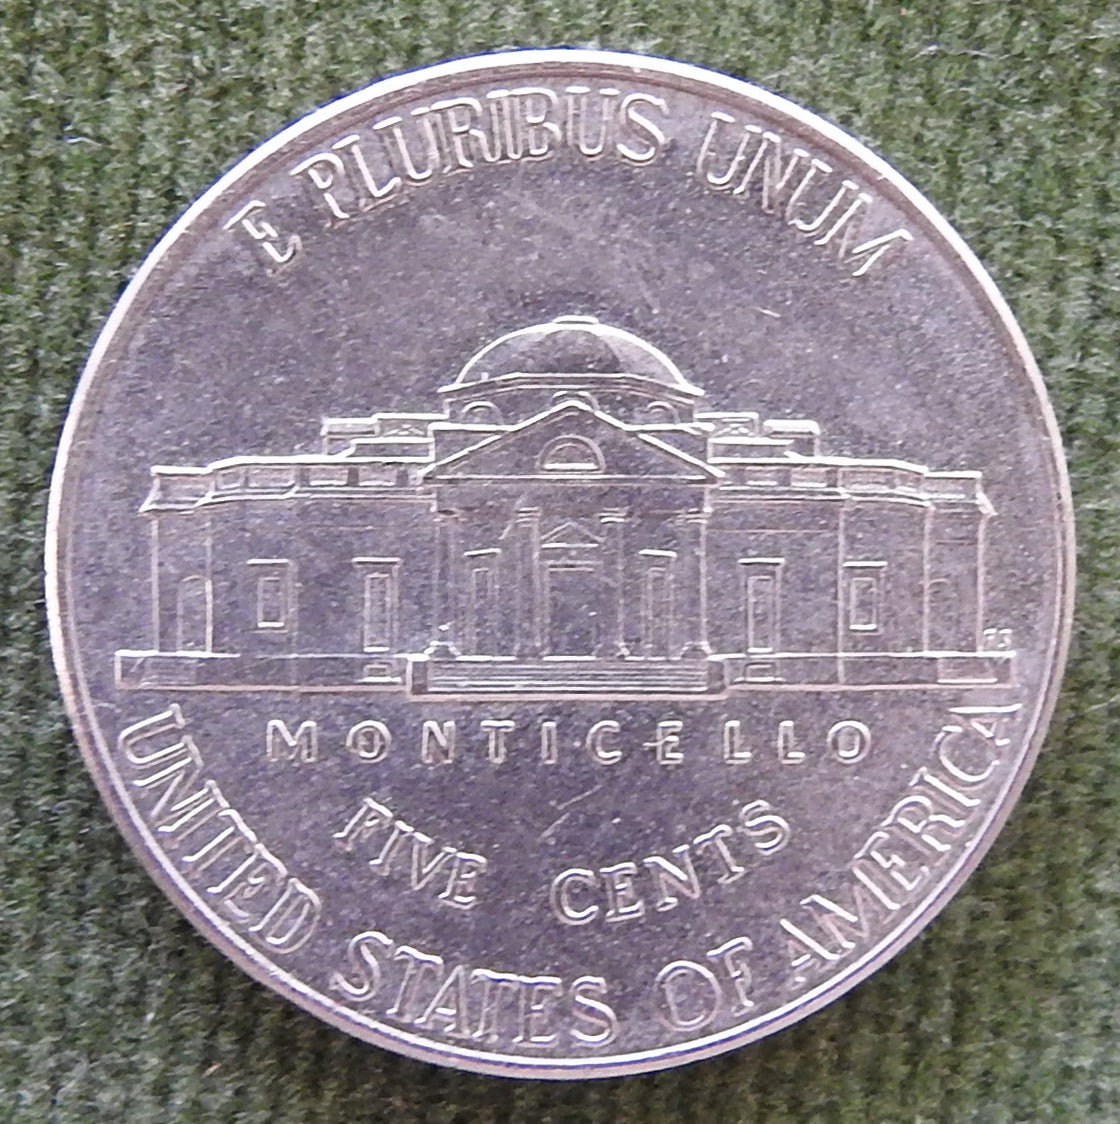 E PLURIBUS UNUM
MONTICELLO
FIVE CENTS
UNITED STATES OF AMERICA